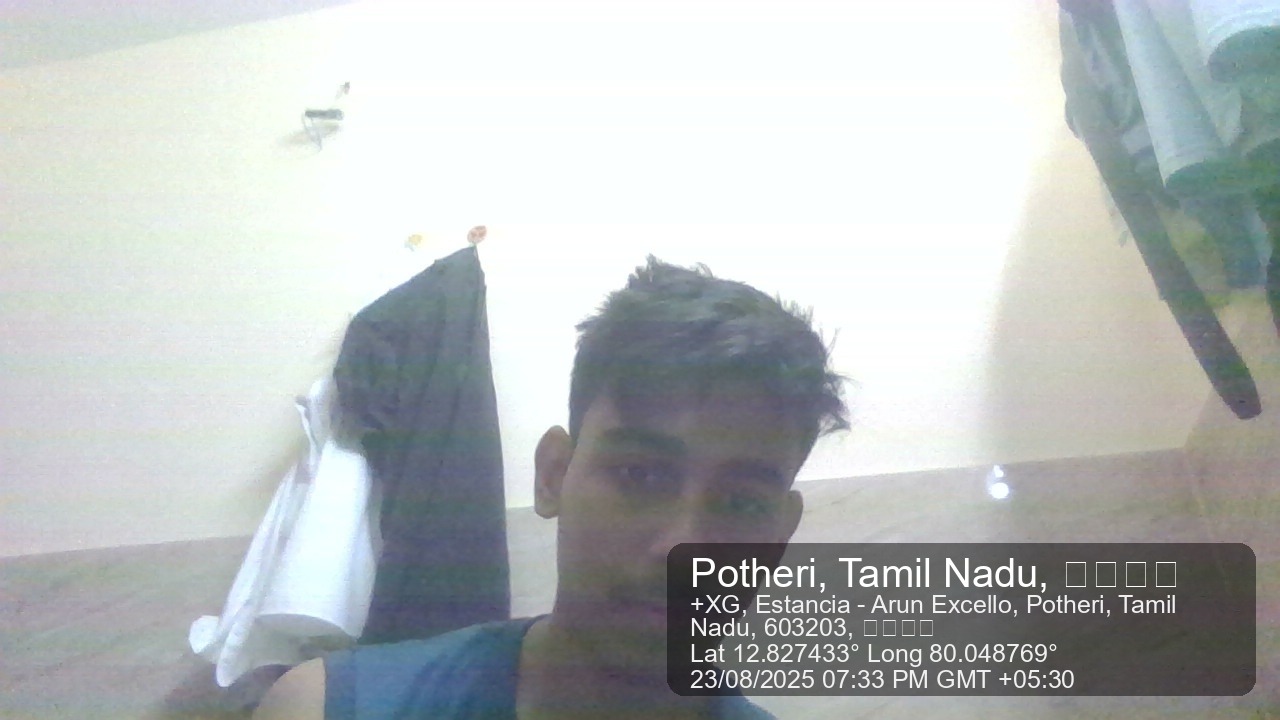 Potheri, Tamil Nadu, □□□□
+XG, Estancia - Arun Excello, Potheri, Tamil
Nadu, 603203, □□□□
Lat 12.827433° Long 80.048769°
23/08/2025 07:33 PM GMT +05:30